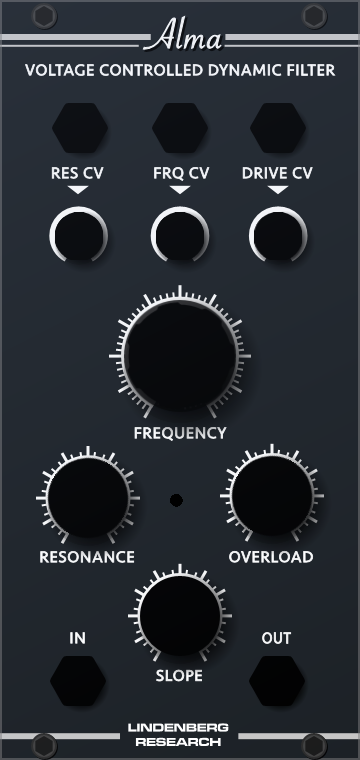 Alma
VOLTAGE CONTROLLED DYNAMIC FILTER
RES CV FRQ CV DRIVE CV
FREQUENCY
RESONANCE OVERLOAD
IN OUT
SLOPE
LINDENBERG
RESEARCH